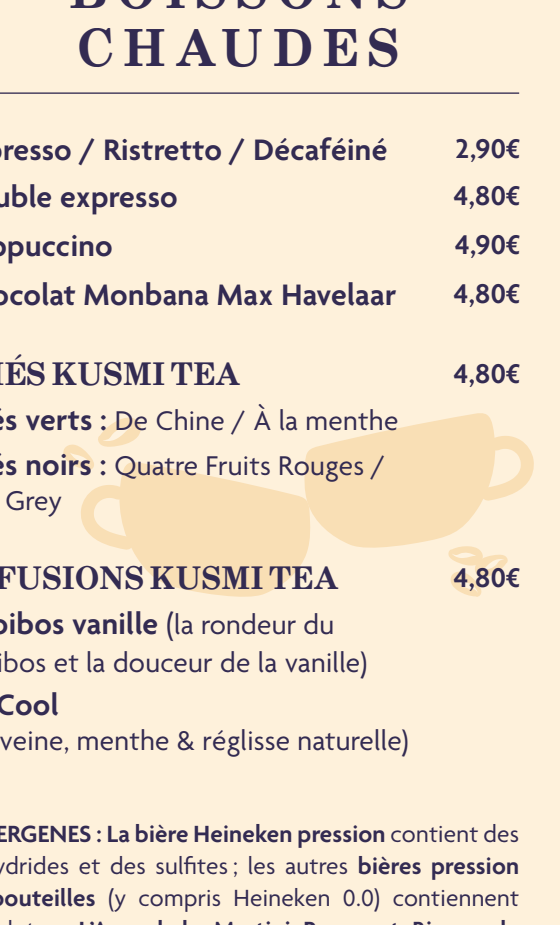 BOISSONS
CHAUDES
presso / Ristretto / Décaféiné 2,90€
uble expresso 4,80€
ppuccino 4,90€
ocolat Monbana Max Havelaar 4,80€
ÉS KUSMI TEA 4,80€
és verts : De Chine / À la menthe
és noirs : Quatre Fruits Rouges /
Grey
FUSIONS KUSMI TEA 4,80€
oibos vanille (la rondeur du
ibos et la douceur de la vanille)
Cool
veine, menthe & réglisse naturelle)
ERGENES : La bière Heineken pression contient des
ydrides et des sulfites ; les autres bières pression
bouteilles (y compris Heineken 0.0) contiennent